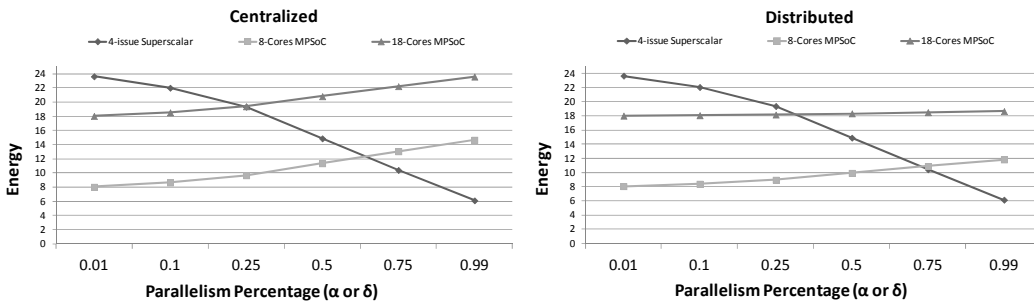 Centralized
4-issue Superscalar 8-Cores MPSoC 18-Cores MPSoC
Energy
24
22
20
18
16
14
12
10
8
6
4
2
0
0.01 0.1 0.25 0.5 0.75 0.99
Parallelism Percentage (α or δ)
Distributed
4-issue Superscalar 8-Cores MPSoC 18-Cores MPSoC
Energy
24
22
20
18
16
14
12
10
8
6
4
2
0
0.01 0.1 0.25 0.5 0.75 0.99
Parallelism Percentage (α or δ)